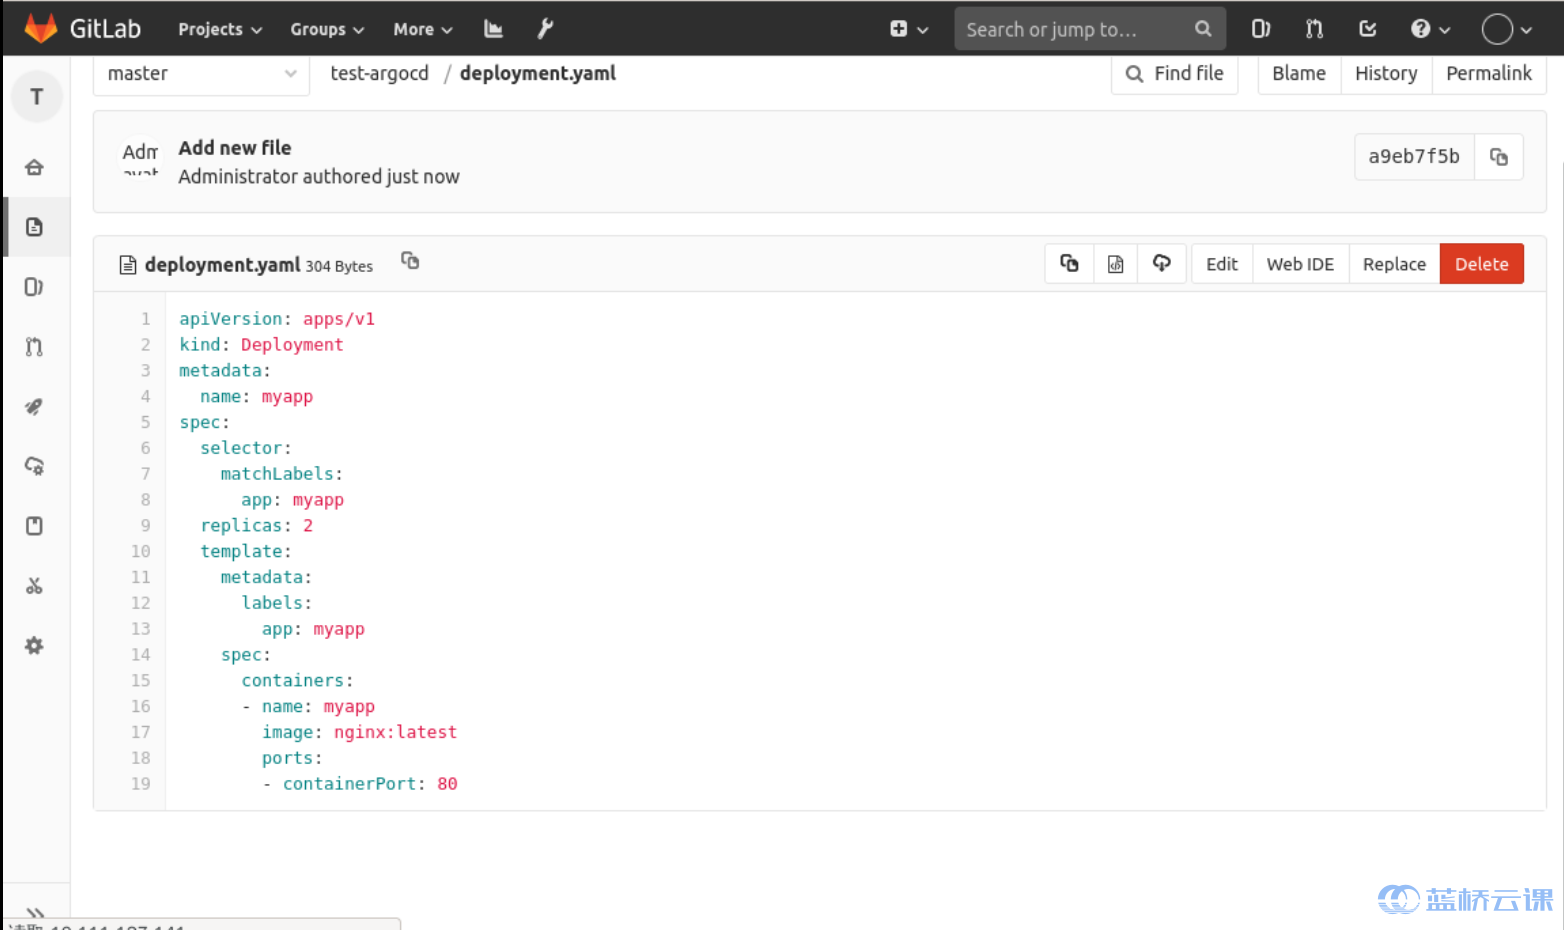 GitLab Projects Groups More Search or jump to...
master test-argocd / deployment.yaml Find file Blame History Permalink
T
Add new file
Administrator authored just now
a9eb7f5b
deployment.yaml 304 Bytes Edit Web IDE Replace Delete
1 apiVersion: apps/v1
2 kind: Deployment
3 metadata:
4   name: myapp
5 spec:
6   selector:
7     matchLabels:
8       app: myapp
9   replicas: 2
10   template:
11     metadata:
12       labels:
13         app: myapp
14     spec:
15       containers:
16       - name: myapp
17         image: nginx:latest
18         ports:
19         - containerPort: 80
蓝桥云课